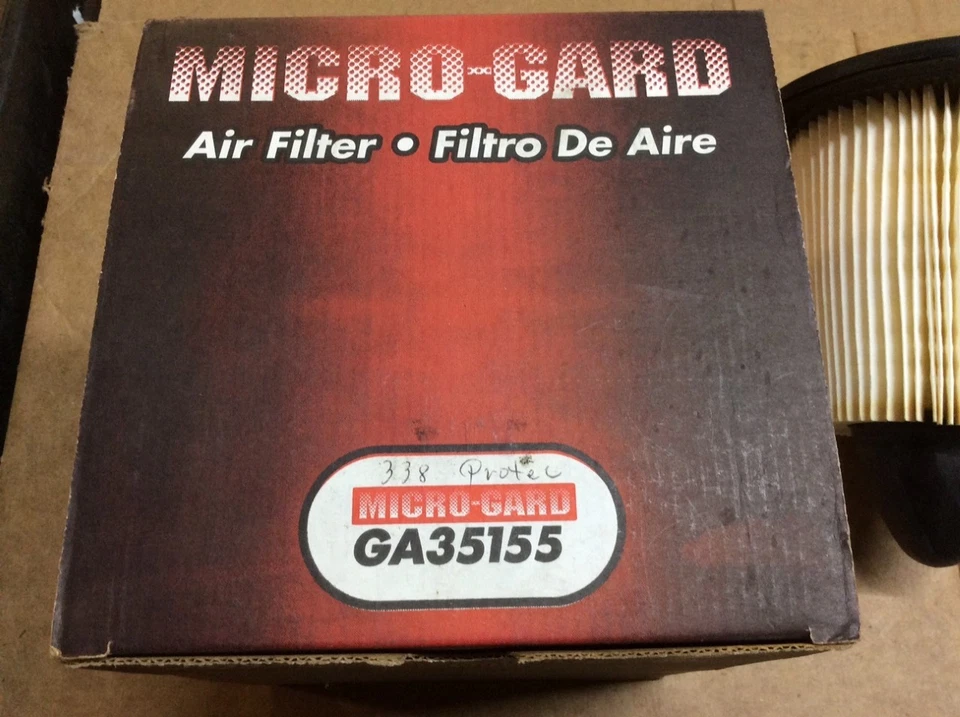 MICRO-GARD
Air Filter • Filtro De Aire
338 Protec
MICRO-GARD
GA35155